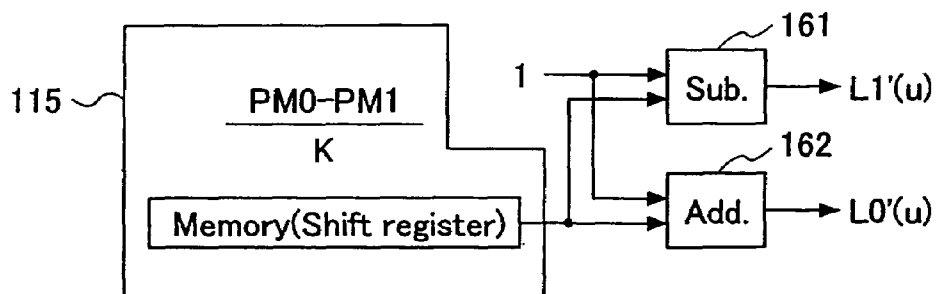 161
1
Sub.
L1'(u)
115
PM0-PM1
K
162
Add.
L0'(u)
Memory(Shift register)